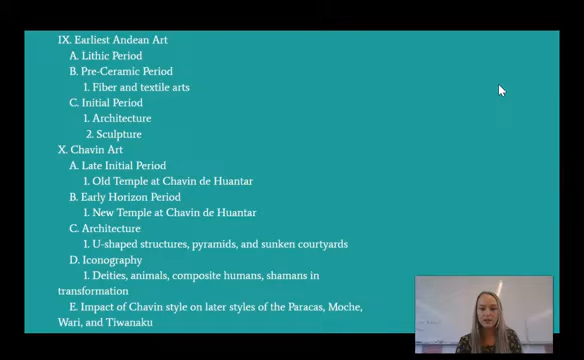 IX. Earliest Andean Art
A. Lithic Period
B. Pre-Ceramic Period
1. Fiber and textile arts
C. Initial Period
1. Architecture
2. Sculpture
X. Chavin Art
A. Late Initial Period
1. Old Temple at Chavin de Huantar
B. Early Horizon Period
1. New Temple at Chavin de Huantar
C. Architecture
1. U-shaped structures, pyramids, and sunken courtyards
D. Iconography
1. Deities, animals, composite humans, shamans in
transformation
E. Impact of Chavin style on later styles of the Paracas, Moche,
Wari, and Tiwanaku